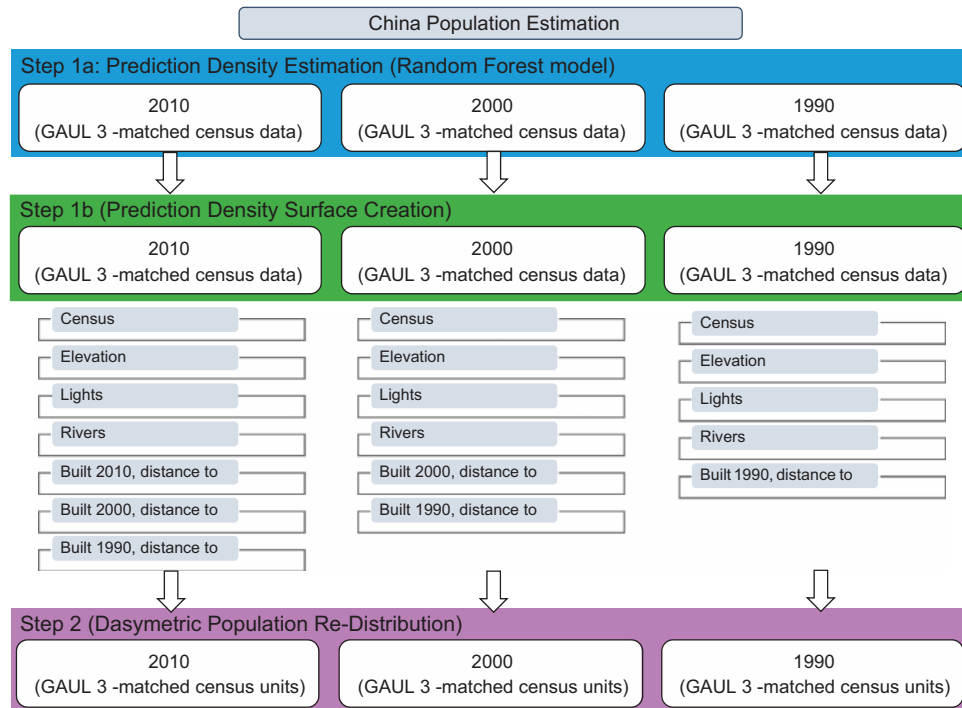 China Population Estimation
Step 1a: Prediction Density Estimation (Random Forest model)
2010
(GAUL 3 -matched census data)
2000
(GAUL 3 -matched census data)
1990
(GAUL 3 -matched census data)
Step 1b (Prediction Density Surface Creation)
2010
(GAUL 3 -matched census data)
2000
(GAUL 3 -matched census data)
1990
(GAUL 3 -matched census data)
Census
Elevation
Lights
Rivers
Built 2010, distance to
Built 2000, distance to
Built 1990, distance to
Census
Elevation
Lights
Rivers
Built 2000, distance to
Built 1990, distance to
Census
Elevation
Lights
Rivers
Built 1990, distance to
Step 2 (Dasymetric Population Re-Distribution)
2010
(GAUL 3 -matched census units)
2000
(GAUL 3 -matched census units)
1990
(GAUL 3 -matched census units)